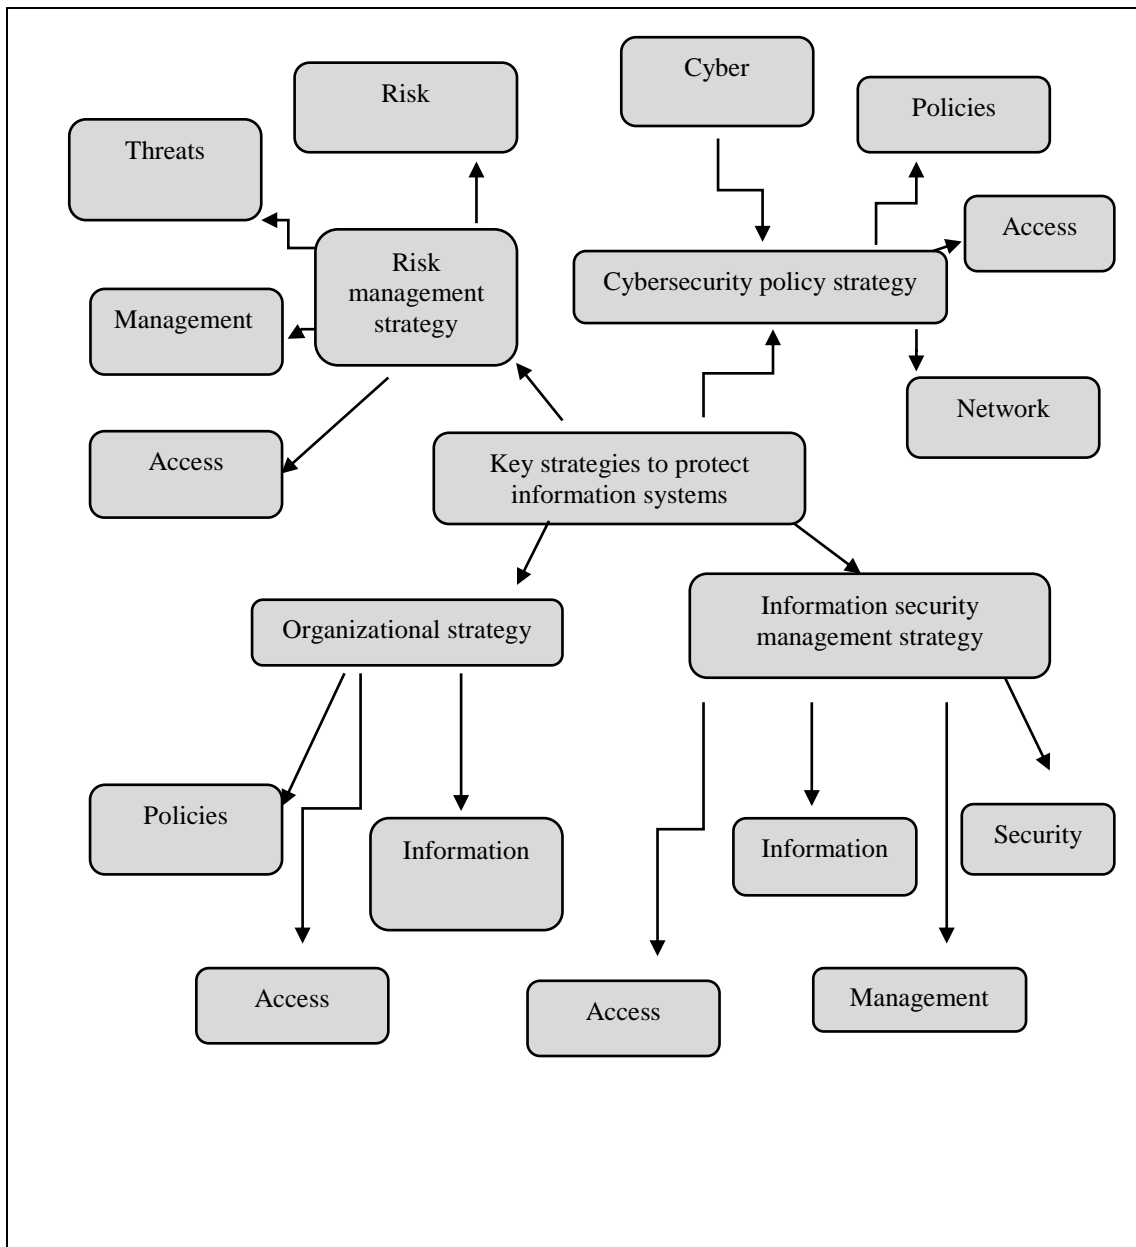 Cyber
Risk
Policies
Threats
Access
Risk
management
strategy
Cybersecurity policy strategy
Management
Network
Access
Key strategies to protect
information systems
Organizational strategy
Information security
management strategy
Policies
Information
Information
Security
Access
Access
Management